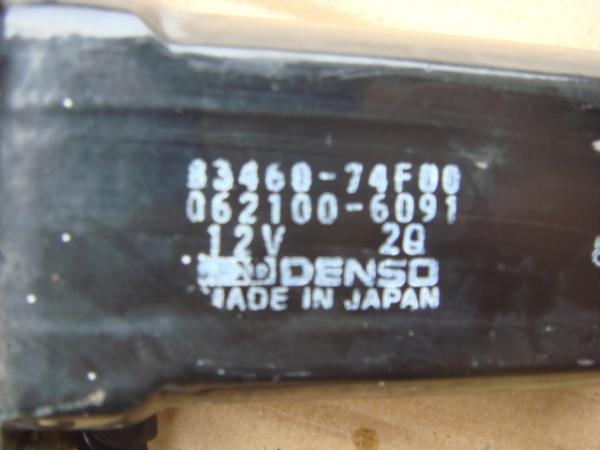 83460-74F00
062100-6091
12V 2Q
DENSO
MADE IN JAPAN